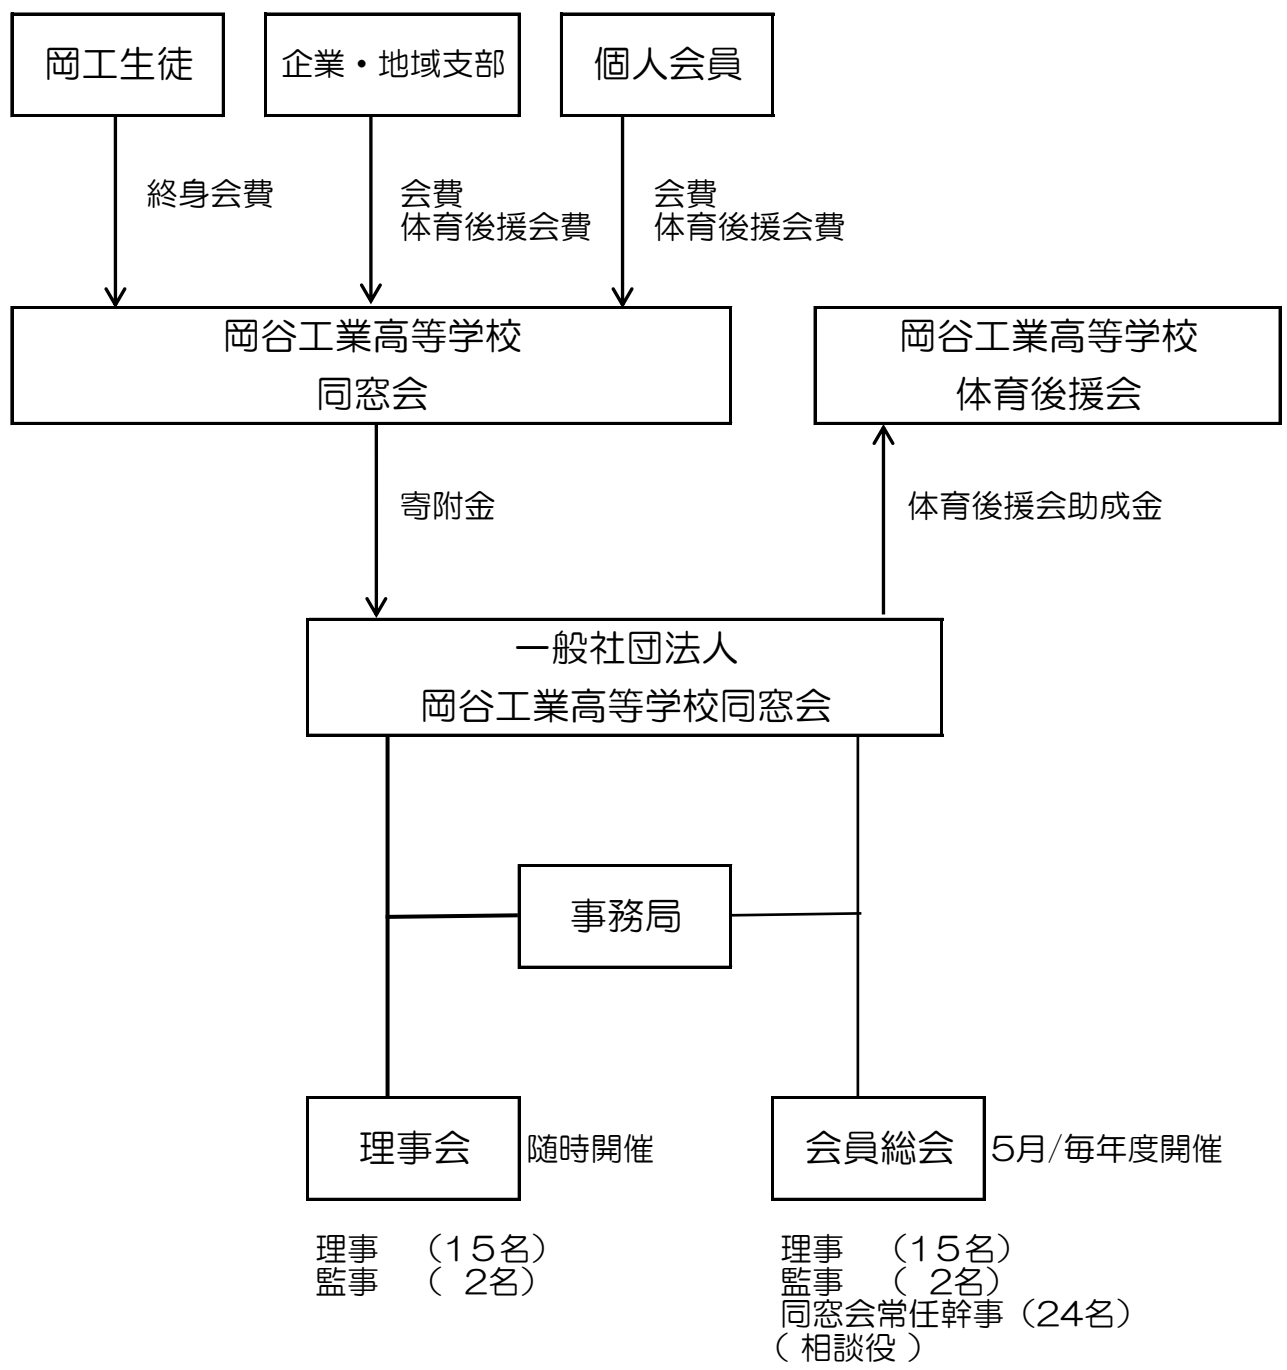 岡工生徒
企業・地域支部
個人会員
終身会費
会費
体育後援会費
会費
体育後援会費
岡谷工業高等学校
同窓会
岡谷工業高等学校
体育後援会
寄附金
体育後援会助成金
一般社団法人
岡谷工業高等学校同窓会
事務局
理事会
随時開催
会員総会
5月/毎年度開催
理事　（１５名）
監事　（ ２名）
理事　（１５名）
監事　（ ２名）
同窓会常任幹事（24名）
（ 相談役 ）